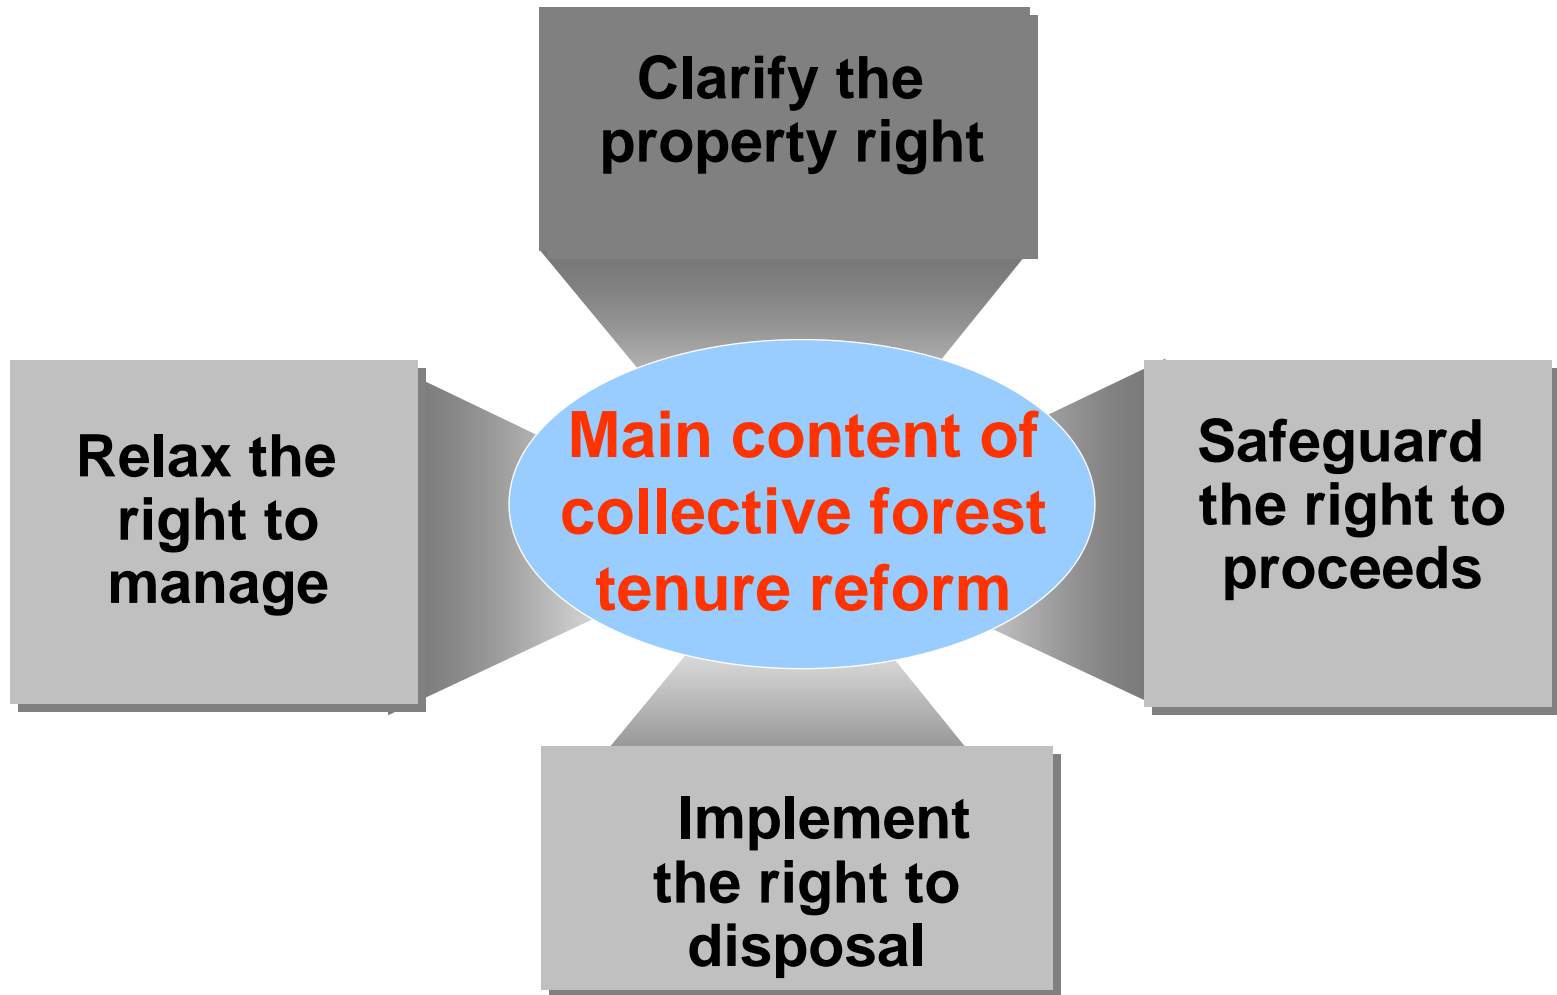 Clarify the
property right
Relax the
right to
manage
Main content of
collective forest
tenure reform
Safeguard
the right to
proceeds
Implement
the right to
disposal